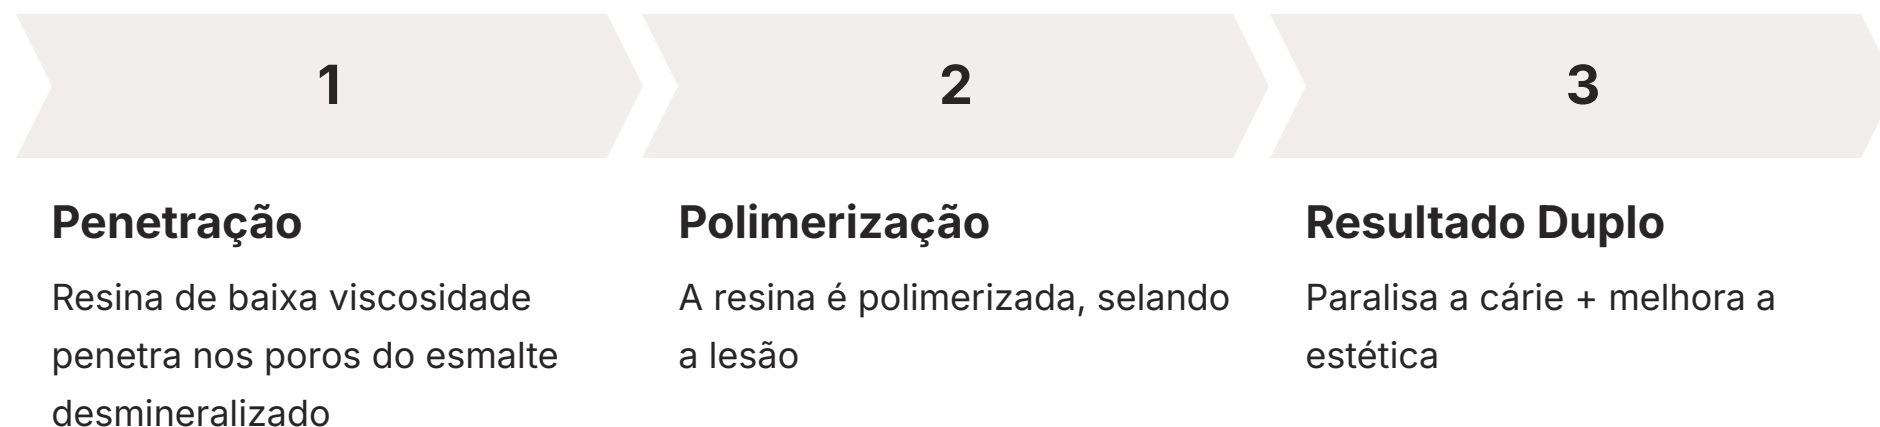 1
Penetração
Resina de baixa viscosidade
penetra nos poros do esmalte
desmineralizado
2
Polimerização
A resina é polimerizada, selando
a lesão
3
Resultado Duplo
Paralisa a cárie + melhora a
estética